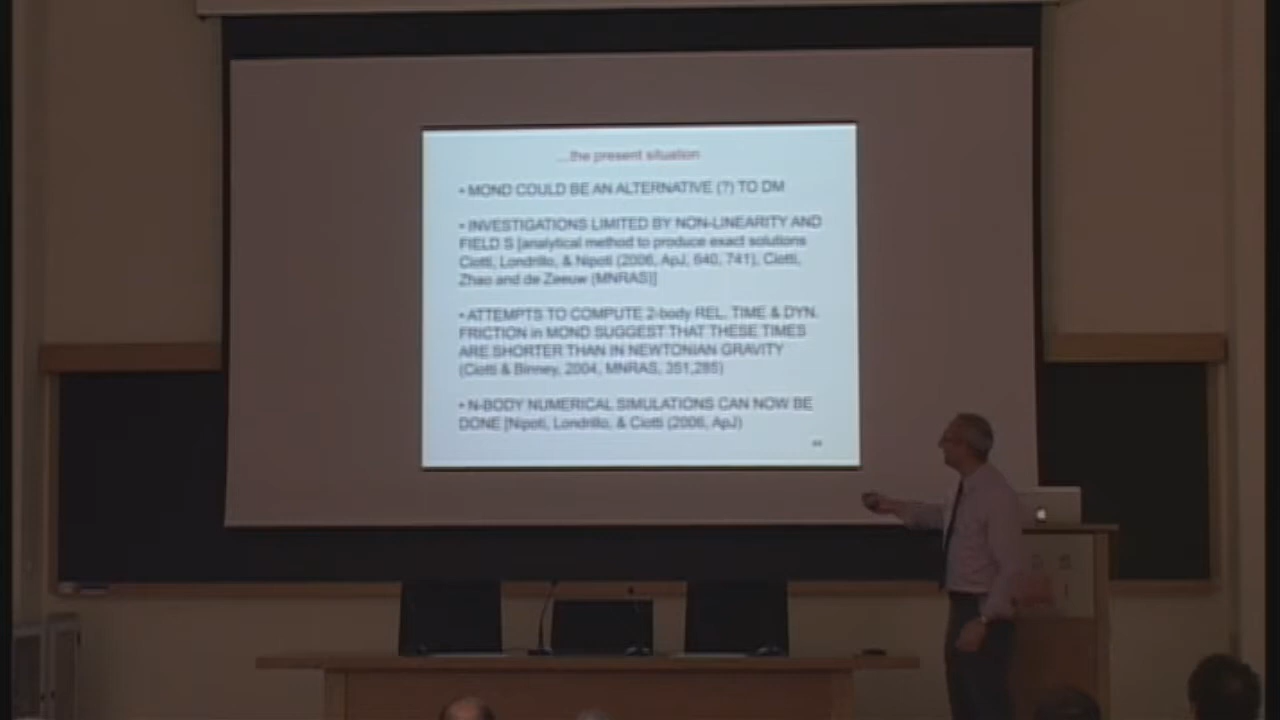 ...the present situation
• MOND COULD BE AN ALTERNATIVE (?) TO DM
• INVESTIGATIONS LIMITED BY NON-LINEARITY AND
FIELD S [analytical method to produce exact solutions
Ciotti, Londrillo, & Nipoti (2006, ApJ, 640, 741), Ciotti,
Zhao and de Zeeuw (MNRAS)]
• ATTEMPTS TO COMPUTE 2-body REL. TIME & DYN.
FRICTION in MOND SUGGEST THAT THESE TIMES
ARE SHORTER THAN IN NEWTONIAN GRAVITY
(Ciotti & Binney, 2004, MNRAS, 351,285)
• N-BODY NUMERICAL SIMULATIONS CAN NOW BE
DONE [Nipoti, Londrillo, & Ciotti (2006, ApJ)